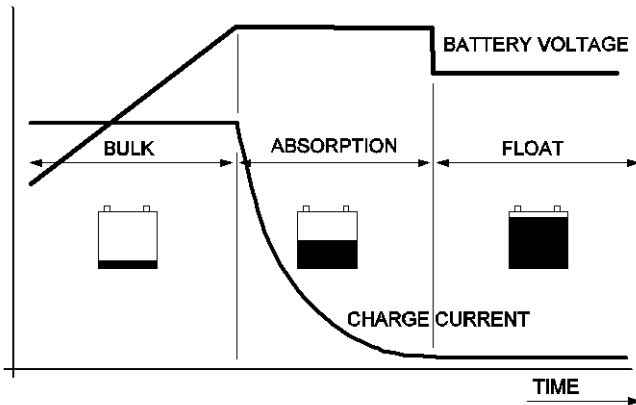 BATTERY VOLTAGE
BULK
ABSORPTION
FLOAT
CHARGE CURRENT
TIME